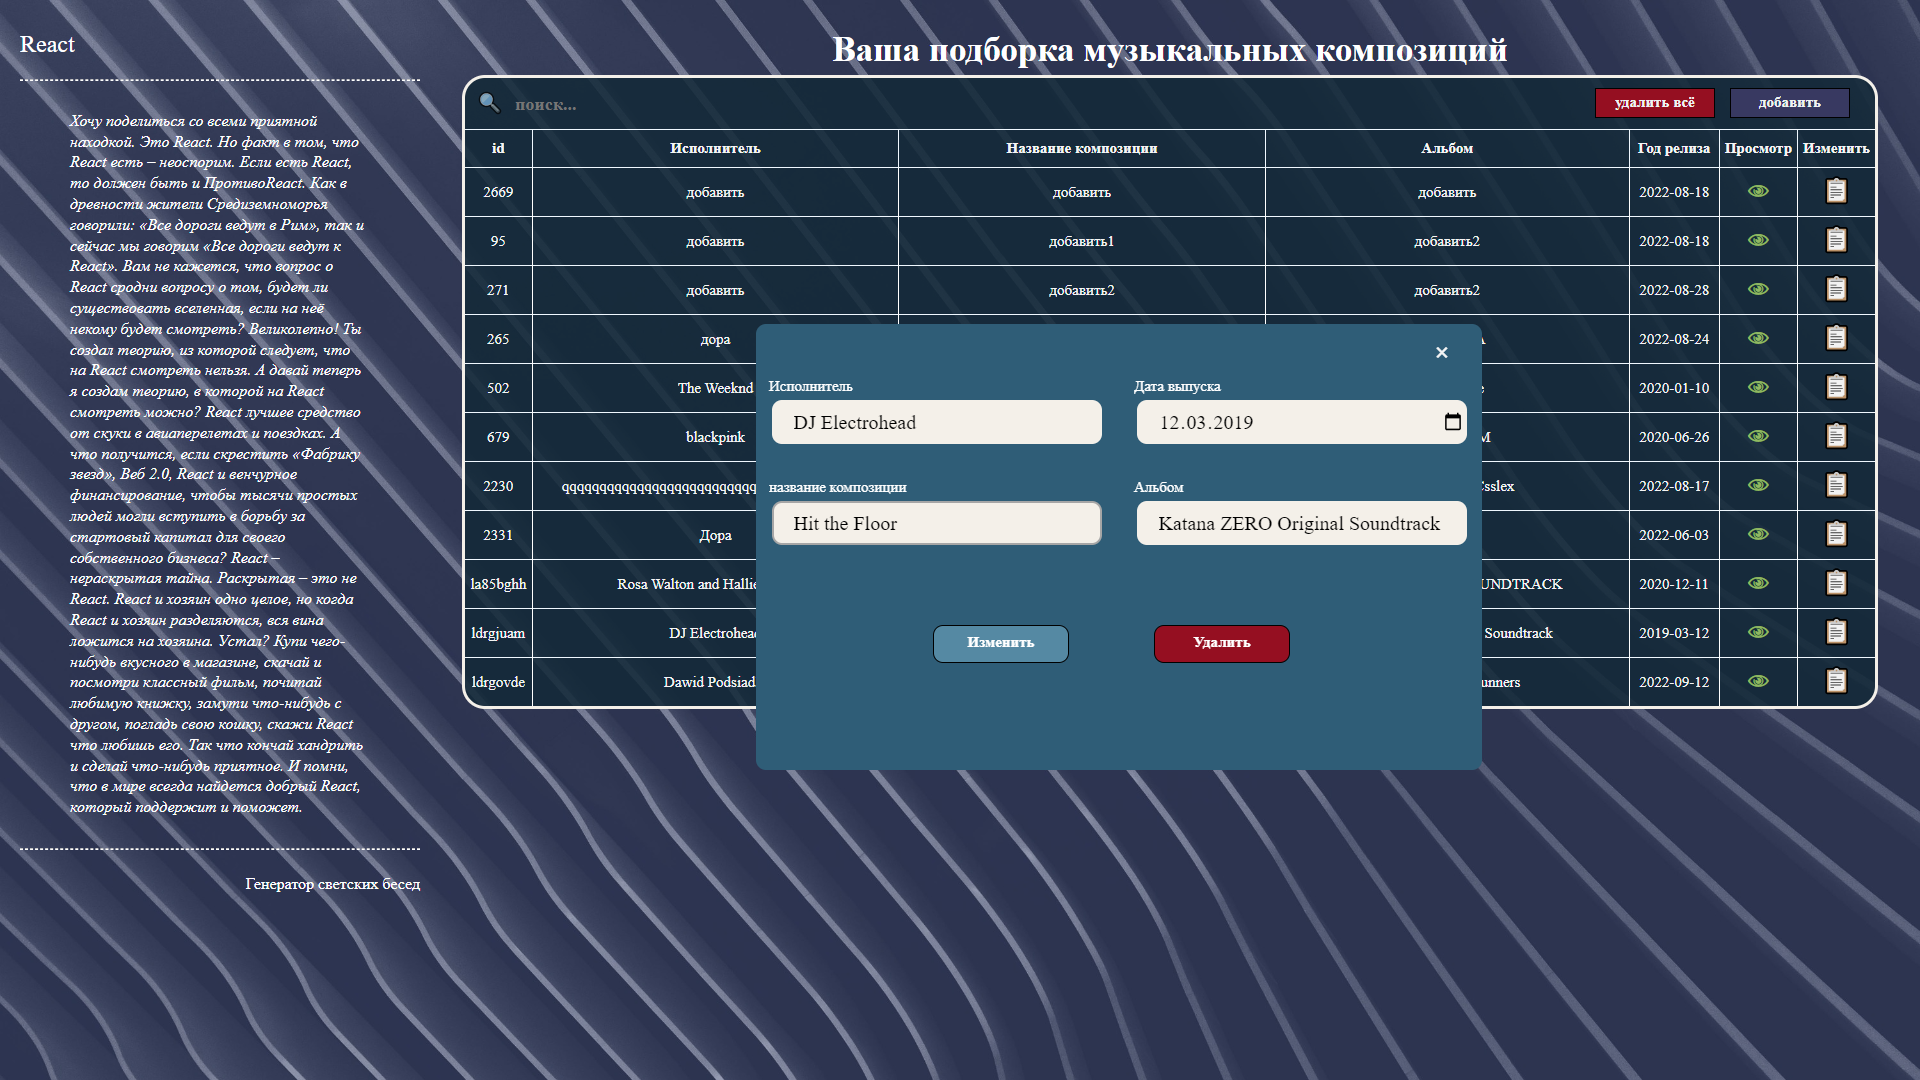 React
Хочу поделиться со всеми приятной
находкой. Это React. Но факт в том, что
React есть – неоспорим. Если есть React,
то должен быть и ПротивоReact. Как в
древности жители Средиземноморья
говорили: «Все дороги ведут в Рим», так и
сейчас мы говорим «Все дороги ведут к
React». Вам не кажется, что вопрос о
React сродни вопросу о том, будет ли
существовать вселенная, если на неё
некому будет смотреть? Великолепно! Ты
создал теорию, из которой следует, что
на React смотреть нельзя. А давай теперь
я создам теорию, в которой на React
смотреть можно? React лучшее средство
от скуки в авиаперелетах и поездках. А
что получится, если скрестить «Фабрику
звезд», Веб 2.0, React и венчурное
финансирование, чтобы тысячи простых
людей могли вступить в борьбу за
стартовый капитал для своего
собственного бизнеса? React –
нераскрытая тайна. Раскрытая – это не
React. React и хозяин одно целое, но когда
React и хозяин разделяются, вся вина
ложится на хозяина. Устал? Купи чего-
нибудь вкусного в магазине, скачай и
посмотри классный фильм, почитай
любимую книжку, замути что-нибудь с
другом, погладь свою кошку, скажи React
что любишь его. Так что кончай хандрить
и сделай что-нибудь приятное. И помни,
что в мире всегда найдется добрый React,
который поддержит и поможет.
Генератор светских бесед
Ваша подборка музыкальных композиций
поиск... удалить всё добавить
id Исполнитель Название композиции Альбом Год релиза Просмотр Изменить
2669 добавить добавить добавить 2022-08-18
95 добавить добавить1 добавить2 2022-08-18
271 добавить добавить2 добавить2 2022-08-28
265 дора 2022-08-24
502 The Weeknd 2020-01-10
679 blackpink 2020-06-26
2230 2022-08-17
2331 Дора 2022-06-03
la85bghh Rosa Walton and 2020-12-11
ldrgjuam DJ Soundtrack 2019-03-12
ldrgovde Dawid 2022-09-12
×
Исполнитель Дата выпуска
DJ Electrohead 12.03.2019
название композиции Альбом
Hit the Floor Katana ZERO Original Soundtrack
Изменить Удалить